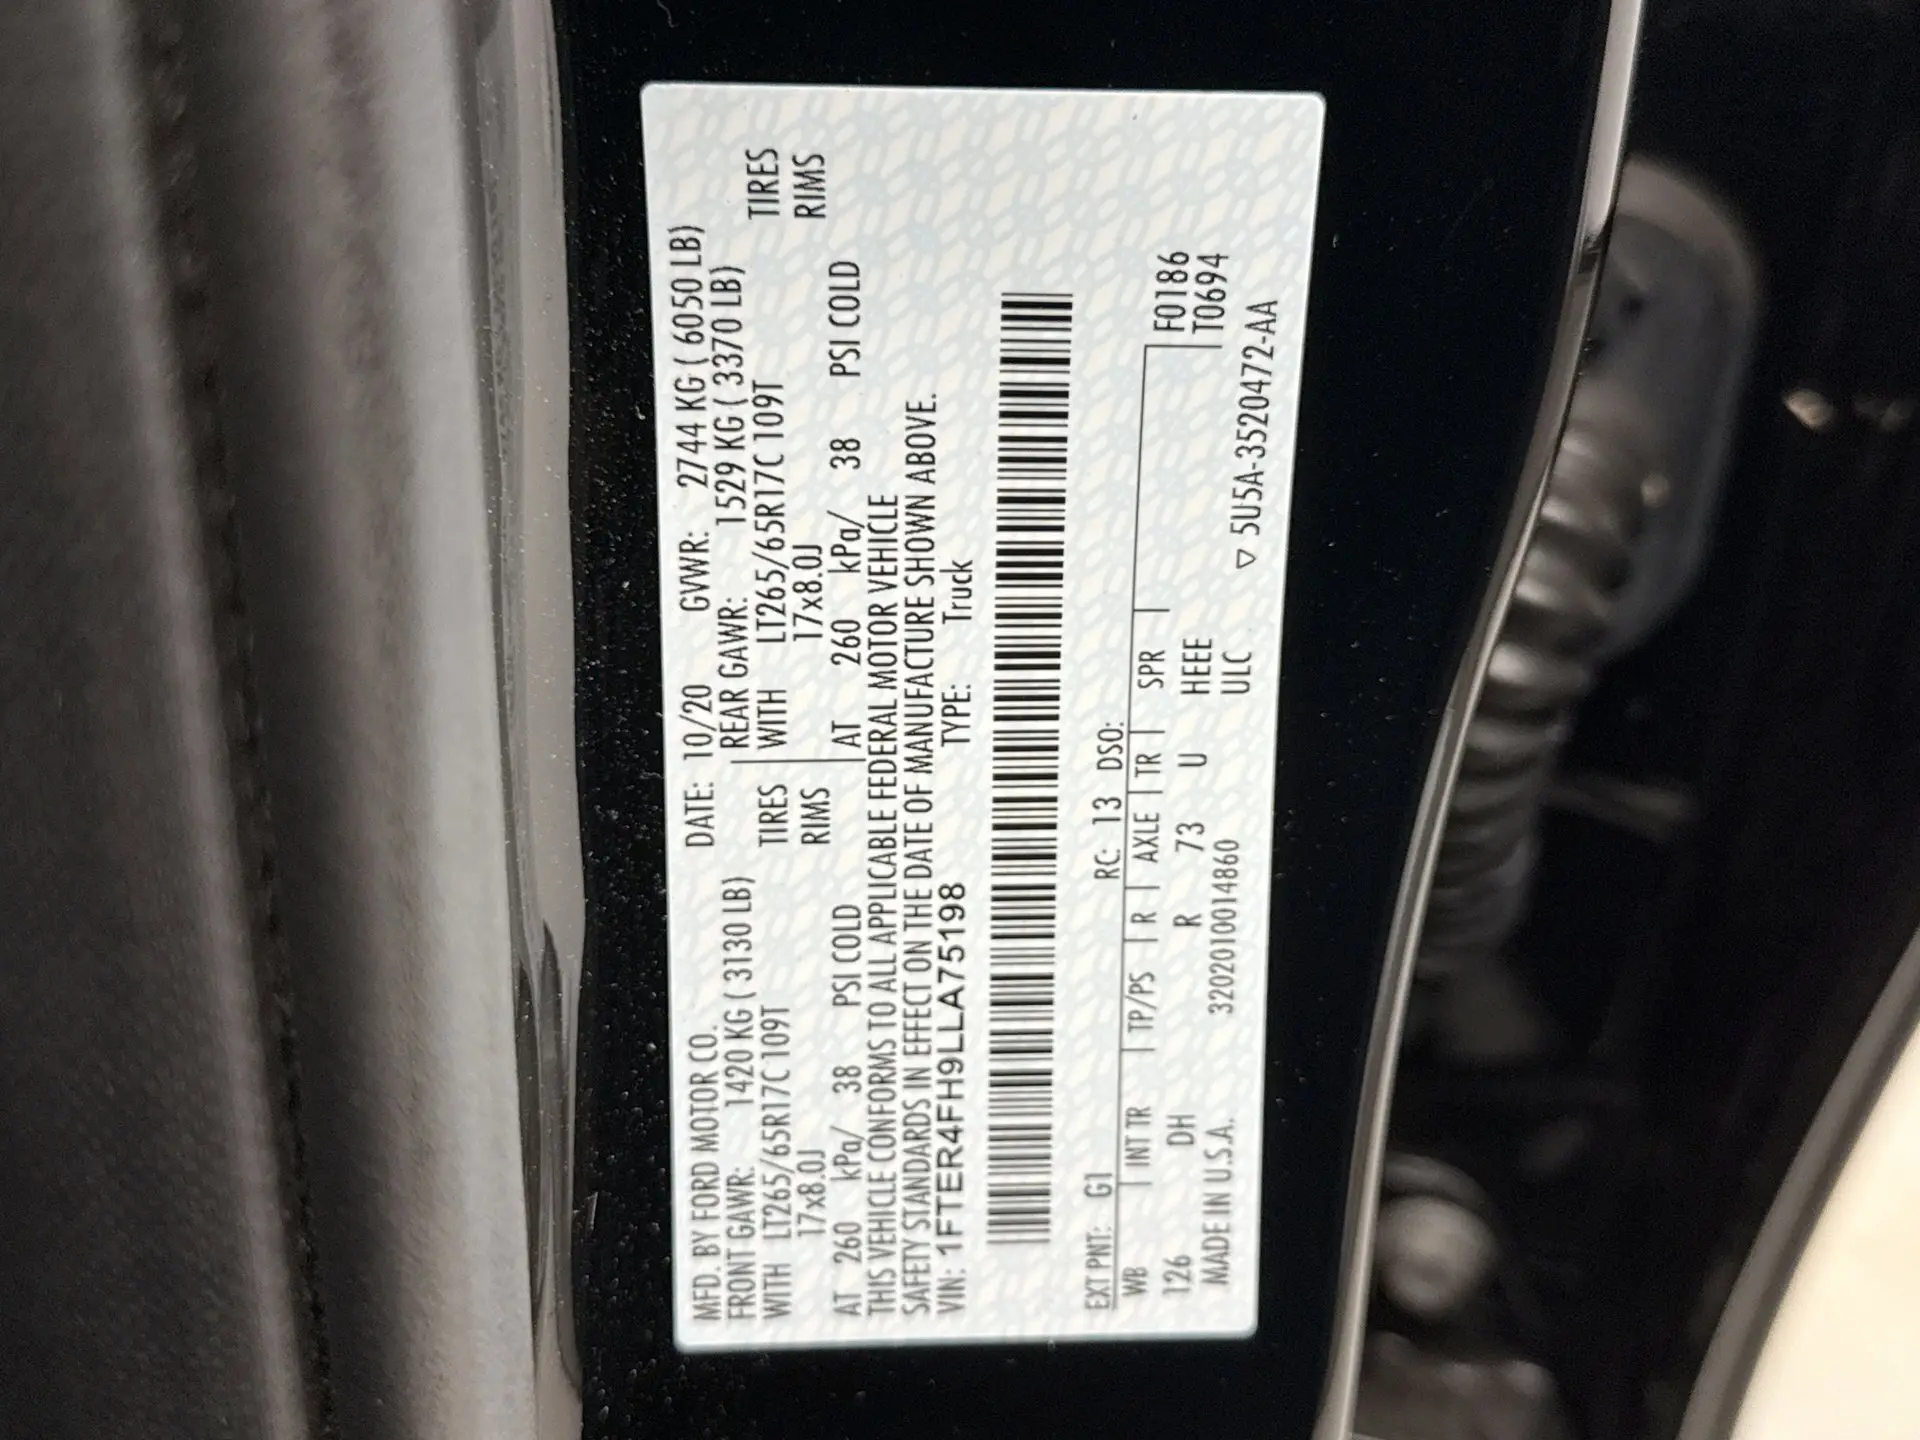 MFD. BY FORD MOTOR CO. DATE: 10/20 GVWR: 2744 KG ( 6050 LB)
FRONT GAWR: 1420 KG ( 3130 LB) REAR GAWR: 1529 KG ( 3370 LB)
WITH LT265/65R17C 109T TIRES WITH LT265/65R17C 109T TIRES
17x8.0J RIMS 17x8.0J RIMS
AT 260 kPa/ 38 PSI COLD AT 260 kPa/ 38 PSI COLD
THIS VEHICLE CONFORMS TO ALL APPLICABLE FEDERAL MOTOR VEHICLE
SAFETY STANDARDS IN EFFECT ON THE DATE OF MANUFACTURE SHOWN ABOVE.
VIN: 1FTER4FH9LLA75198 TYPE: Truck
EXT PNT: G1 RC: 13 DSO:
WB INT TR TP/PS R AXLE TR SPR F0186
126 DH R 73 U HEEE T0694
MADE IN U.S.A. 320201001486​0 ULC ▽ 5U5A-3520472-AA